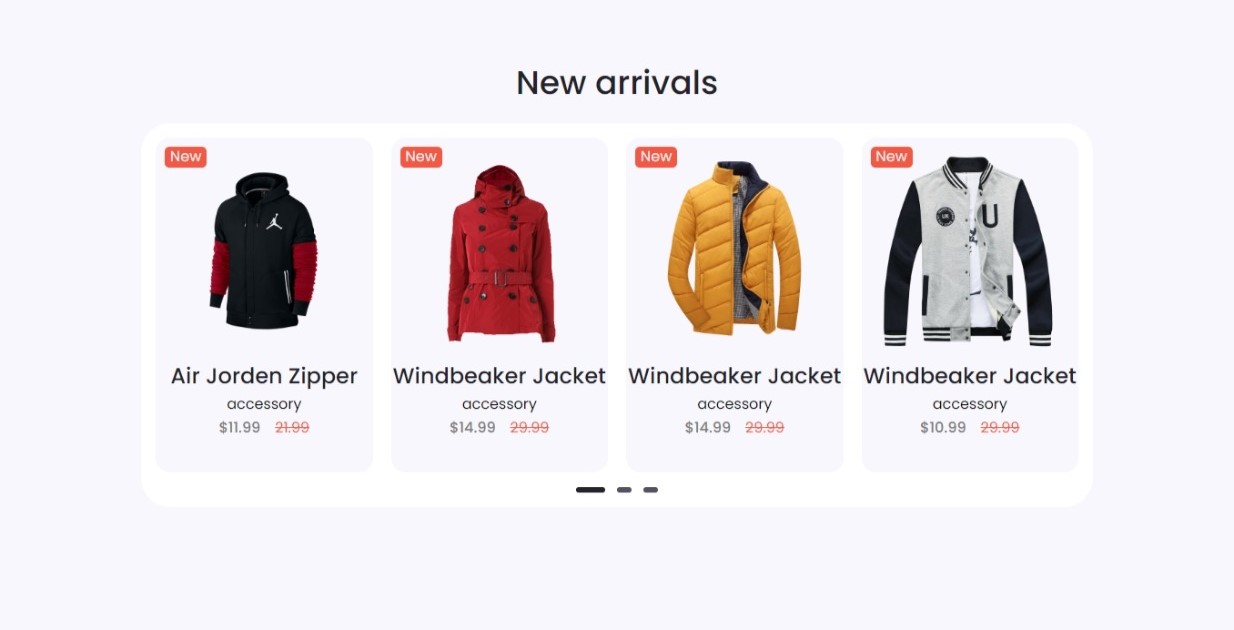 New arrivals
New
Air Jorden Zipper
accessory
$11.99 21.99
New
Windbeaker Jacket
accessory
$14.99 29.99
New
Windbeaker Jacket
accessory
$14.99 29.99
New
U
Windbeaker Jacket
accessory
$10.99 29.99